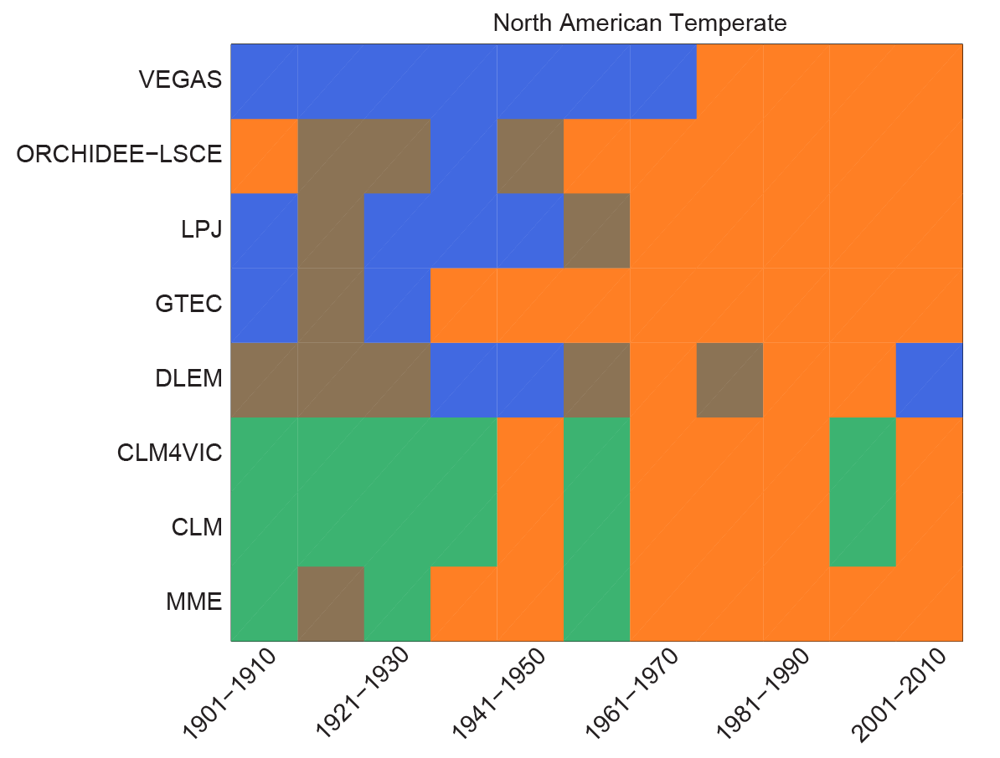 North American Temperate
VEGAS
ORCHIDEE−LSCE
LPJ
GTEC
DLEM
CLM4VIC
CLM
MME
1901−1910
1921−1930
1941−1950
1961−1970
1981−1990
2001−2010